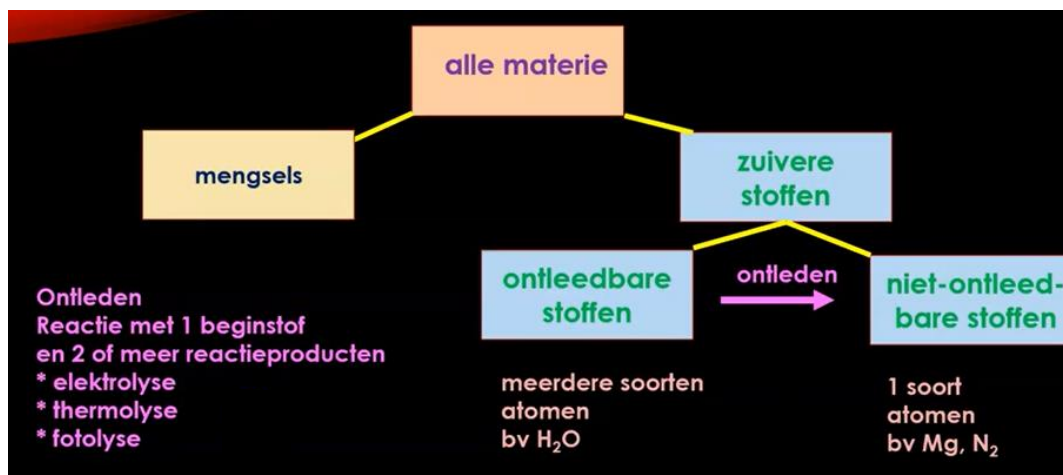 alle materie
mengsels
zuivere
stoffen
ontleedbare
stoffen
ontleden
niet-ontleed-
bare stoffen
Ontleden
Reactie met 1 beginstof
en 2 of meer reactieproducten
* elektrolyse
* thermolyse
* fotolyse
meerdere soorten
atomen
bv H₂O
1 soort
atomen
bv Mg, N₂